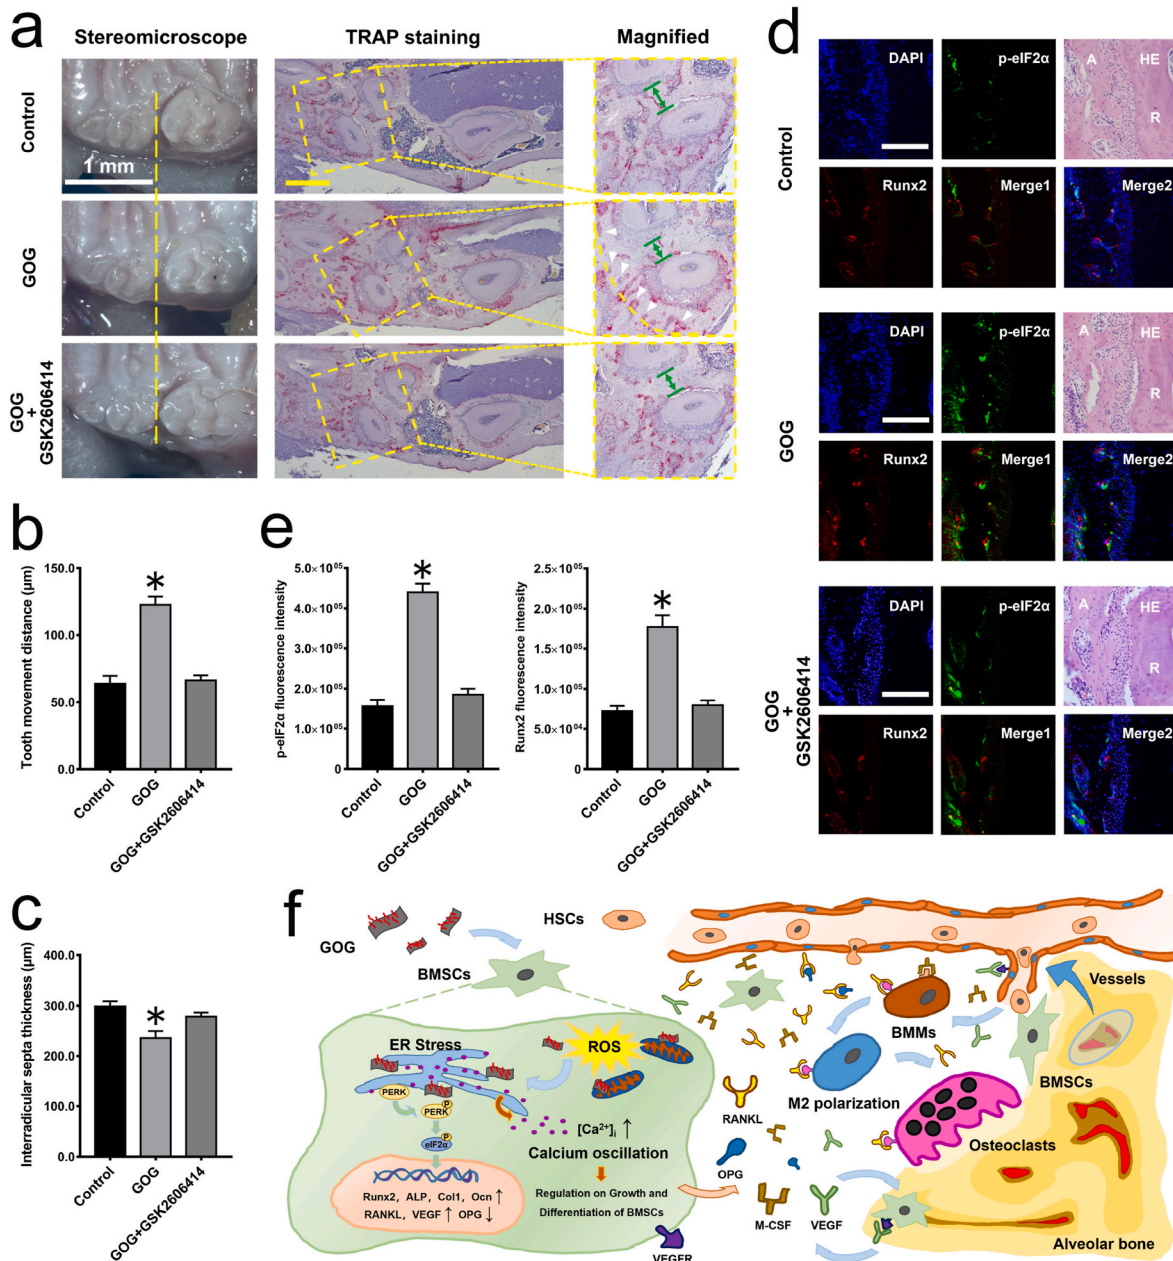 a
Stereomicroscope
TRAP staining
Magnified
Control
1 mm
GOG
GOG
+
GSK2606414
d
Control
DAPI
p-eIF2α
A
HE
R
Runx2
Merge1
Merge2
GOG
DAPI
p-eIF2α
A
HE
R
Runx2
Merge1
Merge2
GOG
+
GSK2606414
DAPI
p-eIF2α
A
HE
R
Runx2
Merge1
Merge2
b
Tooth movement distance (μm)
150.0
100.0
50.0
0.0
*
Control
GOG
GOG+GSK2606414
e
p-eIF2α fluorescence intensity
5.0×10⁰⁵
4.0×10⁰⁵
3.0×10⁰⁵
2.0×10⁰⁵
1.0×10⁰⁵
0
*
Control
GOG
GOG+GSK2606414
Runx2 fluorescence intensity
2.5×10⁰⁵
2.0×10⁰⁵
1.5×10⁰⁵
1.0×10⁰⁵
5.0×10⁰⁴
0
*
Control
GOG
GOG+GSK2606414
c
Interradicular septa thickness (μm)
400.0
300.0
200.0
100.0
0.0
*
Control
GOG
GOG+GSK2606414
f
GOG
BMSCs
HSCs
Vessels
BMMs
BMSCs
M2 polarization
Osteoclasts
Alveolar bone
RANKL
OPG
M-CSF
VEGF
VEGFR
ER Stress
ROS
PERK
PERK
P
eIF2α
P
[Ca²⁺]i ↑
Calcium oscillation
Regulation on Growth and
Differentiation of BMSCs
Runx2, ALP, Col1, Ocn ↑
RANKL, VEGF ↑ OPG ↓